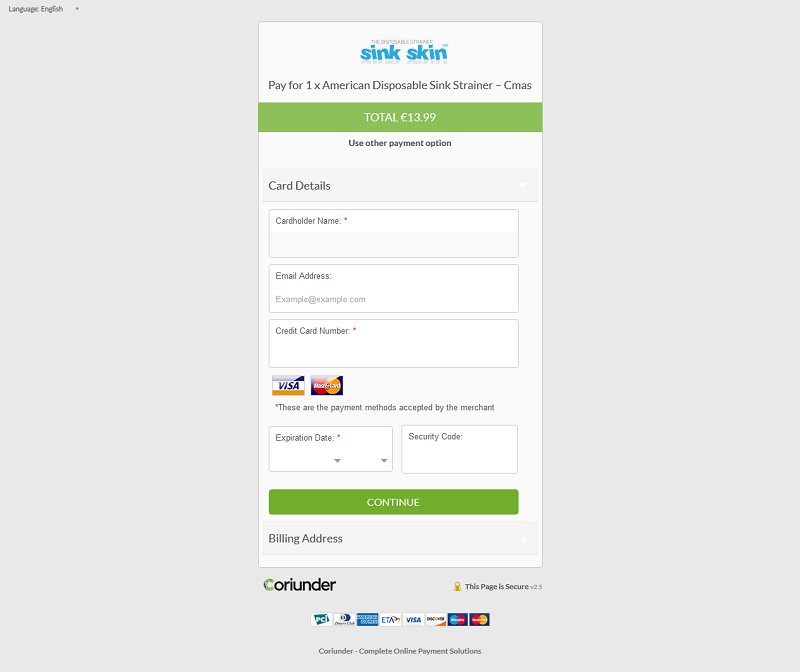 Language: English
THE DISPOSABLE STRAINER
sink skin™
Pay for 1 x American Disposable Sink Strainer – Cmas
TOTAL €13.99
Use other payment option
Card Details
Cardholder Name: *
Email Address:
Example@example.com
Credit Card Number: *
VISA MasterCard
*These are the payment methods accepted by the merchant
Expiration Date: * Security Code:
CONTINUE
Billing Address
Coriunder This Page is Secure v2.5
PCI Diners Club AMERICAN EXPRESS ETA VISA DISCOVER Maestro MasterCard
Coriunder - Complete Online Payment Solutions